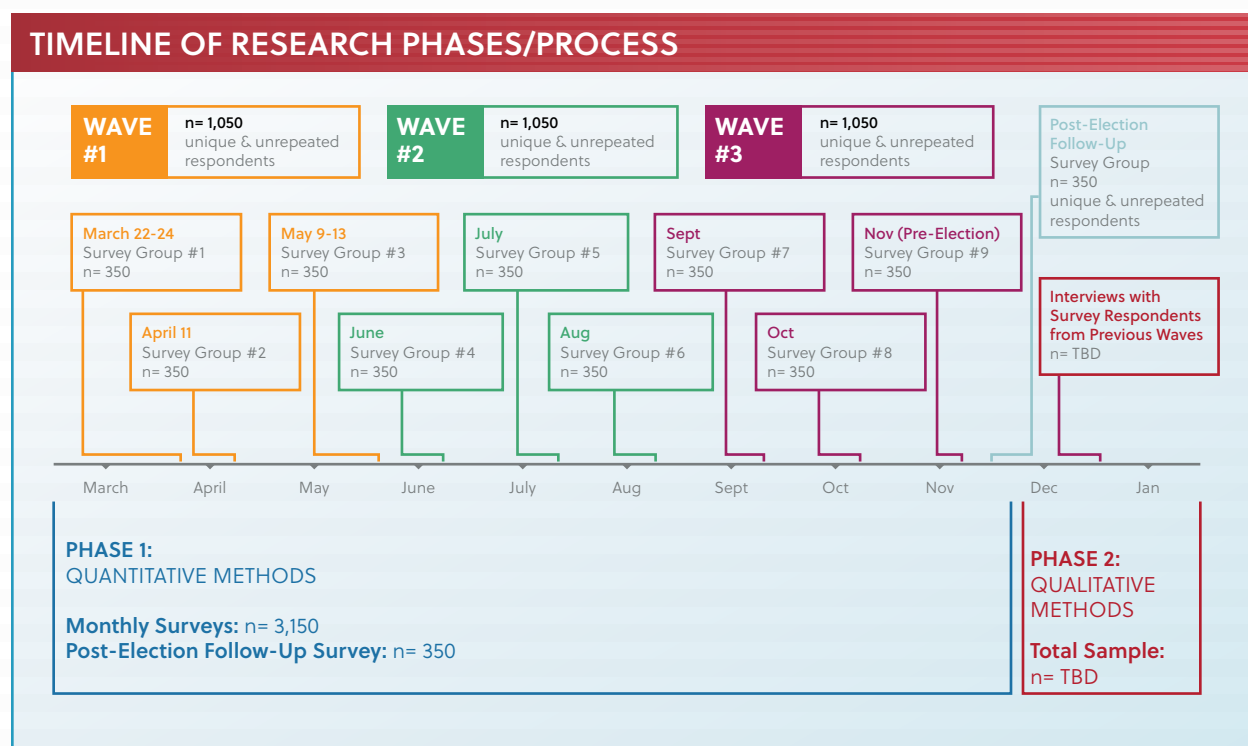 TIMELINE OF RESEARCH PHASES/PROCESS
WAVE
#1
n= 1,050
unique & unrepeated
respondents
WAVE
#2
n= 1,050
unique & unrepeated
respondents
WAVE
#3
n= 1,050
unique & unrepeated
respondents
Post-Election
Follow-Up
Survey Group
n= 350
unique & unrepeated
respondents
March 22-24
Survey Group #1
n= 350
May 9-13
Survey Group #3
n= 350
July
Survey Group #5
n= 350
Sept
Survey Group #7
n= 350
Nov (Pre-Election)
Survey Group #9
n= 350
April 11
Survey Group #2
n= 350
June
Survey Group #4
n= 350
Aug
Survey Group #6
n= 350
Oct
Survey Group #8
n= 350
Interviews with
Survey Respondents
from Previous Waves
n= TBD
March April May June July Aug Sept Oct Nov Dec Jan
PHASE 1:
QUANTITATIVE METHODS
Monthly Surveys: n= 3,150
Post-Election Follow-Up Survey: n= 350
PHASE 2:
QUALITATIVE
METHODS
Total Sample:
n= TBD